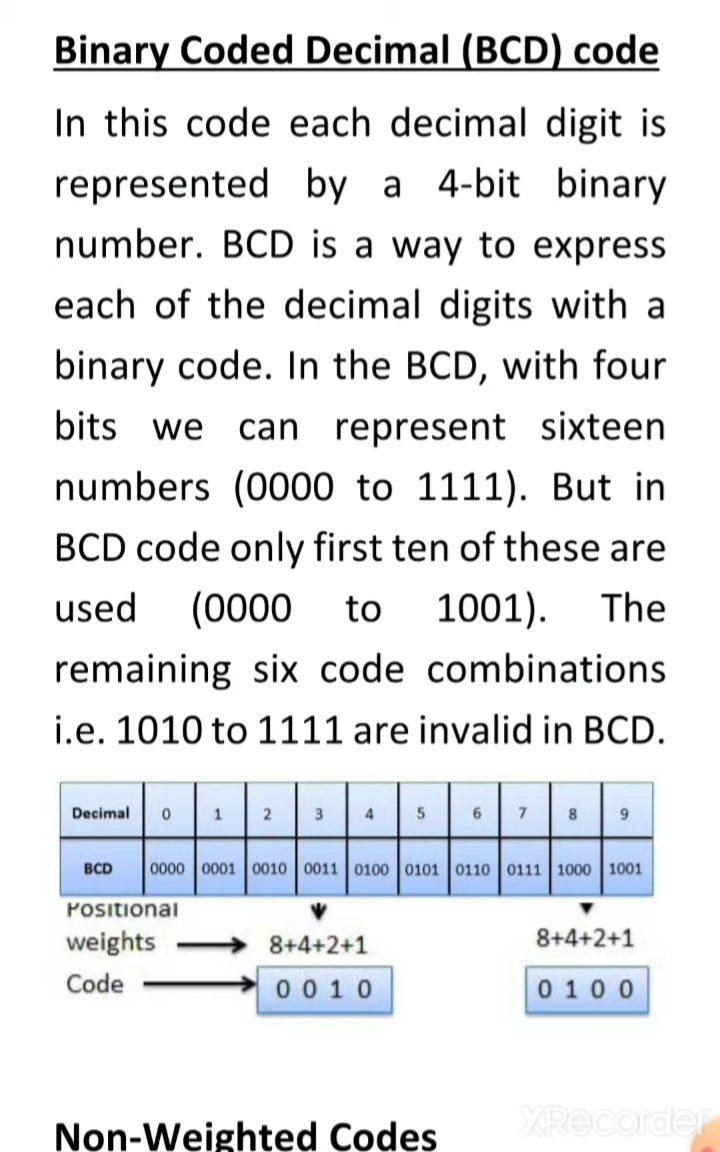 Binary Coded Decimal (BCD) code
In this code each decimal digit is
represented by a 4-bit binary
number. BCD is a way to express
each of the decimal digits with a
binary code. In the BCD, with four
bits we can represent sixteen
numbers (0000 to 1111). But in
BCD code only first ten of these are
used (0000 to 1001). The
remaining six code combinations
i.e. 1010 to 1111 are invalid in BCD.
Decimal 0 1 2 3 4 5 6 7 8 9
BCD 0000 0001 0010 0011 0100 0101 0110 0111 1000 1001
Positional
weights 8+4+2+1 8+4+2+1
Code 0 0 1 0 0 1 0 0
XRecorder
Non-Weighted Codes